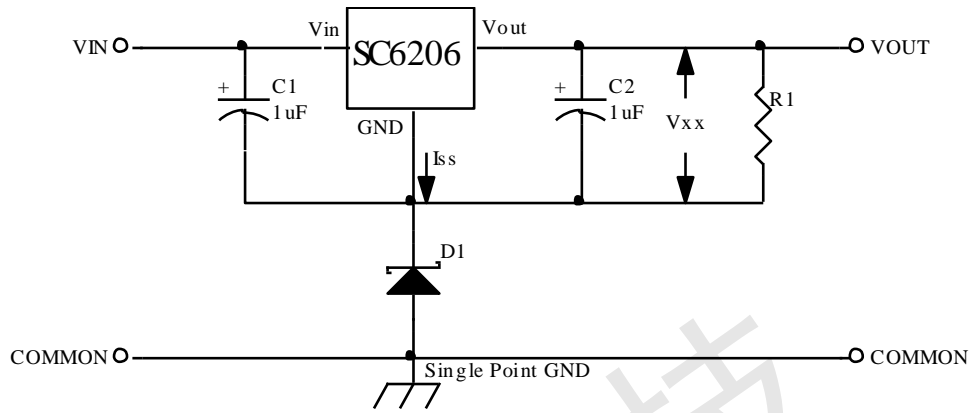 VIN
Vin
SC6206
Vout
VOUT
+
C1
1uF
GND
Iss
+
C2
1uF
Vxx
R1
D1
COMMON
Single Point GND
COMMON